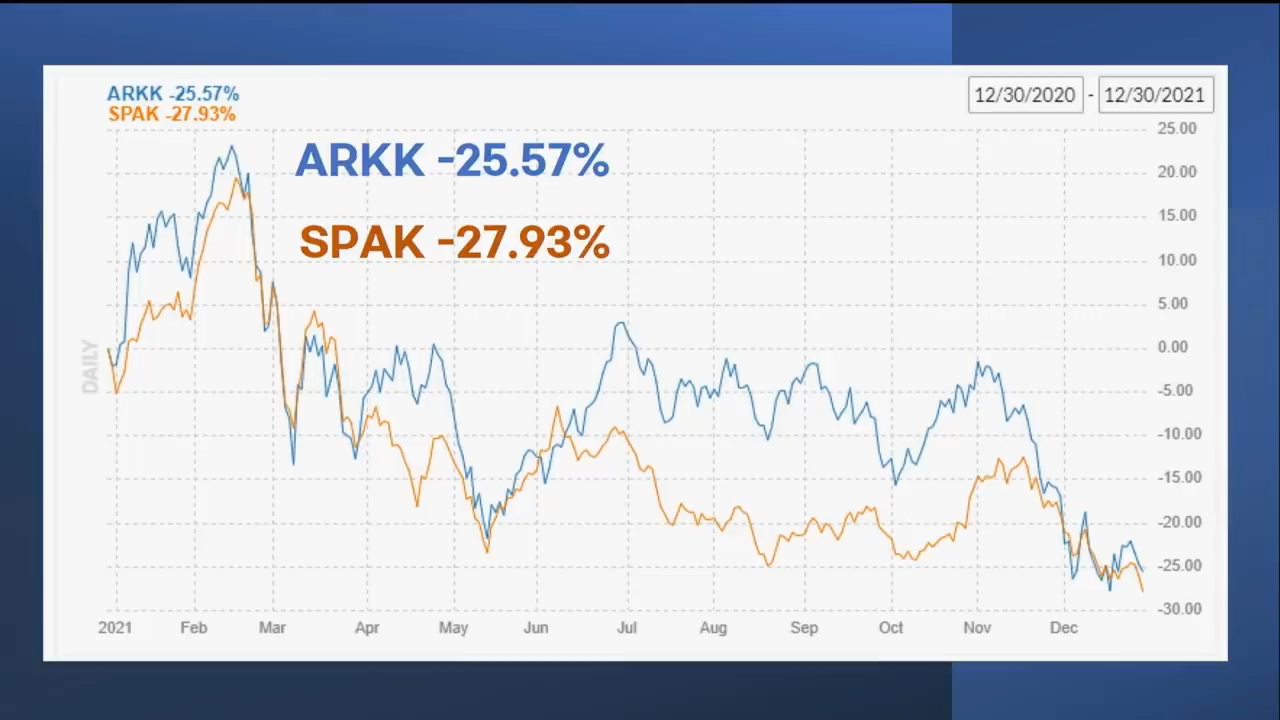 ARKK -25.57%
SPAK -27.93%
12/30/2020 - 12/30/2021
ARKK -25.57%
SPAK -27.93%
25.00
20.00
15.00
10.00
5.00
0.00
-5.00
-10.00
-15.00
-20.00
-25.00
-30.00
DAILY
2021 Feb Mar Apr May Jun Jul Aug Sep Oct Nov Dec